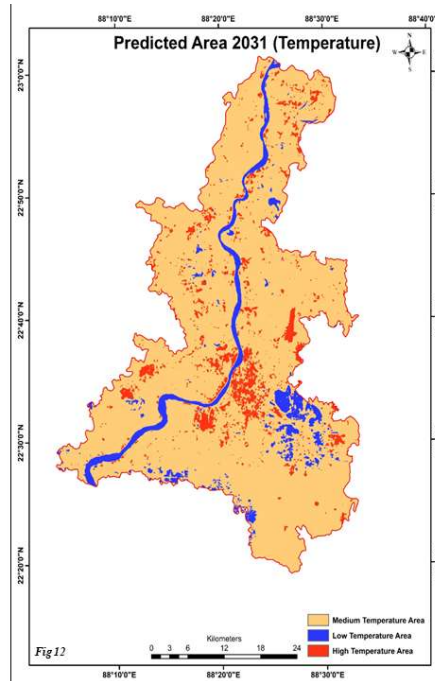 88°10'0"E 88°20'0"E 88°30'0"E 88°40'0"E
Predicted Area 2031 (Temperature)
N
W E
S
23°0'0"N
22°50'0"N
22°40'0"N
22°30'0"N
22°20'0"N
Medium Temperature Area
Low Temperature Area
High Temperature Area
Kilometers
0 3 6 12 18 24
Fig 12
88°10'0"E 88°20'0"E 88°30'0"E 88°40'0"E